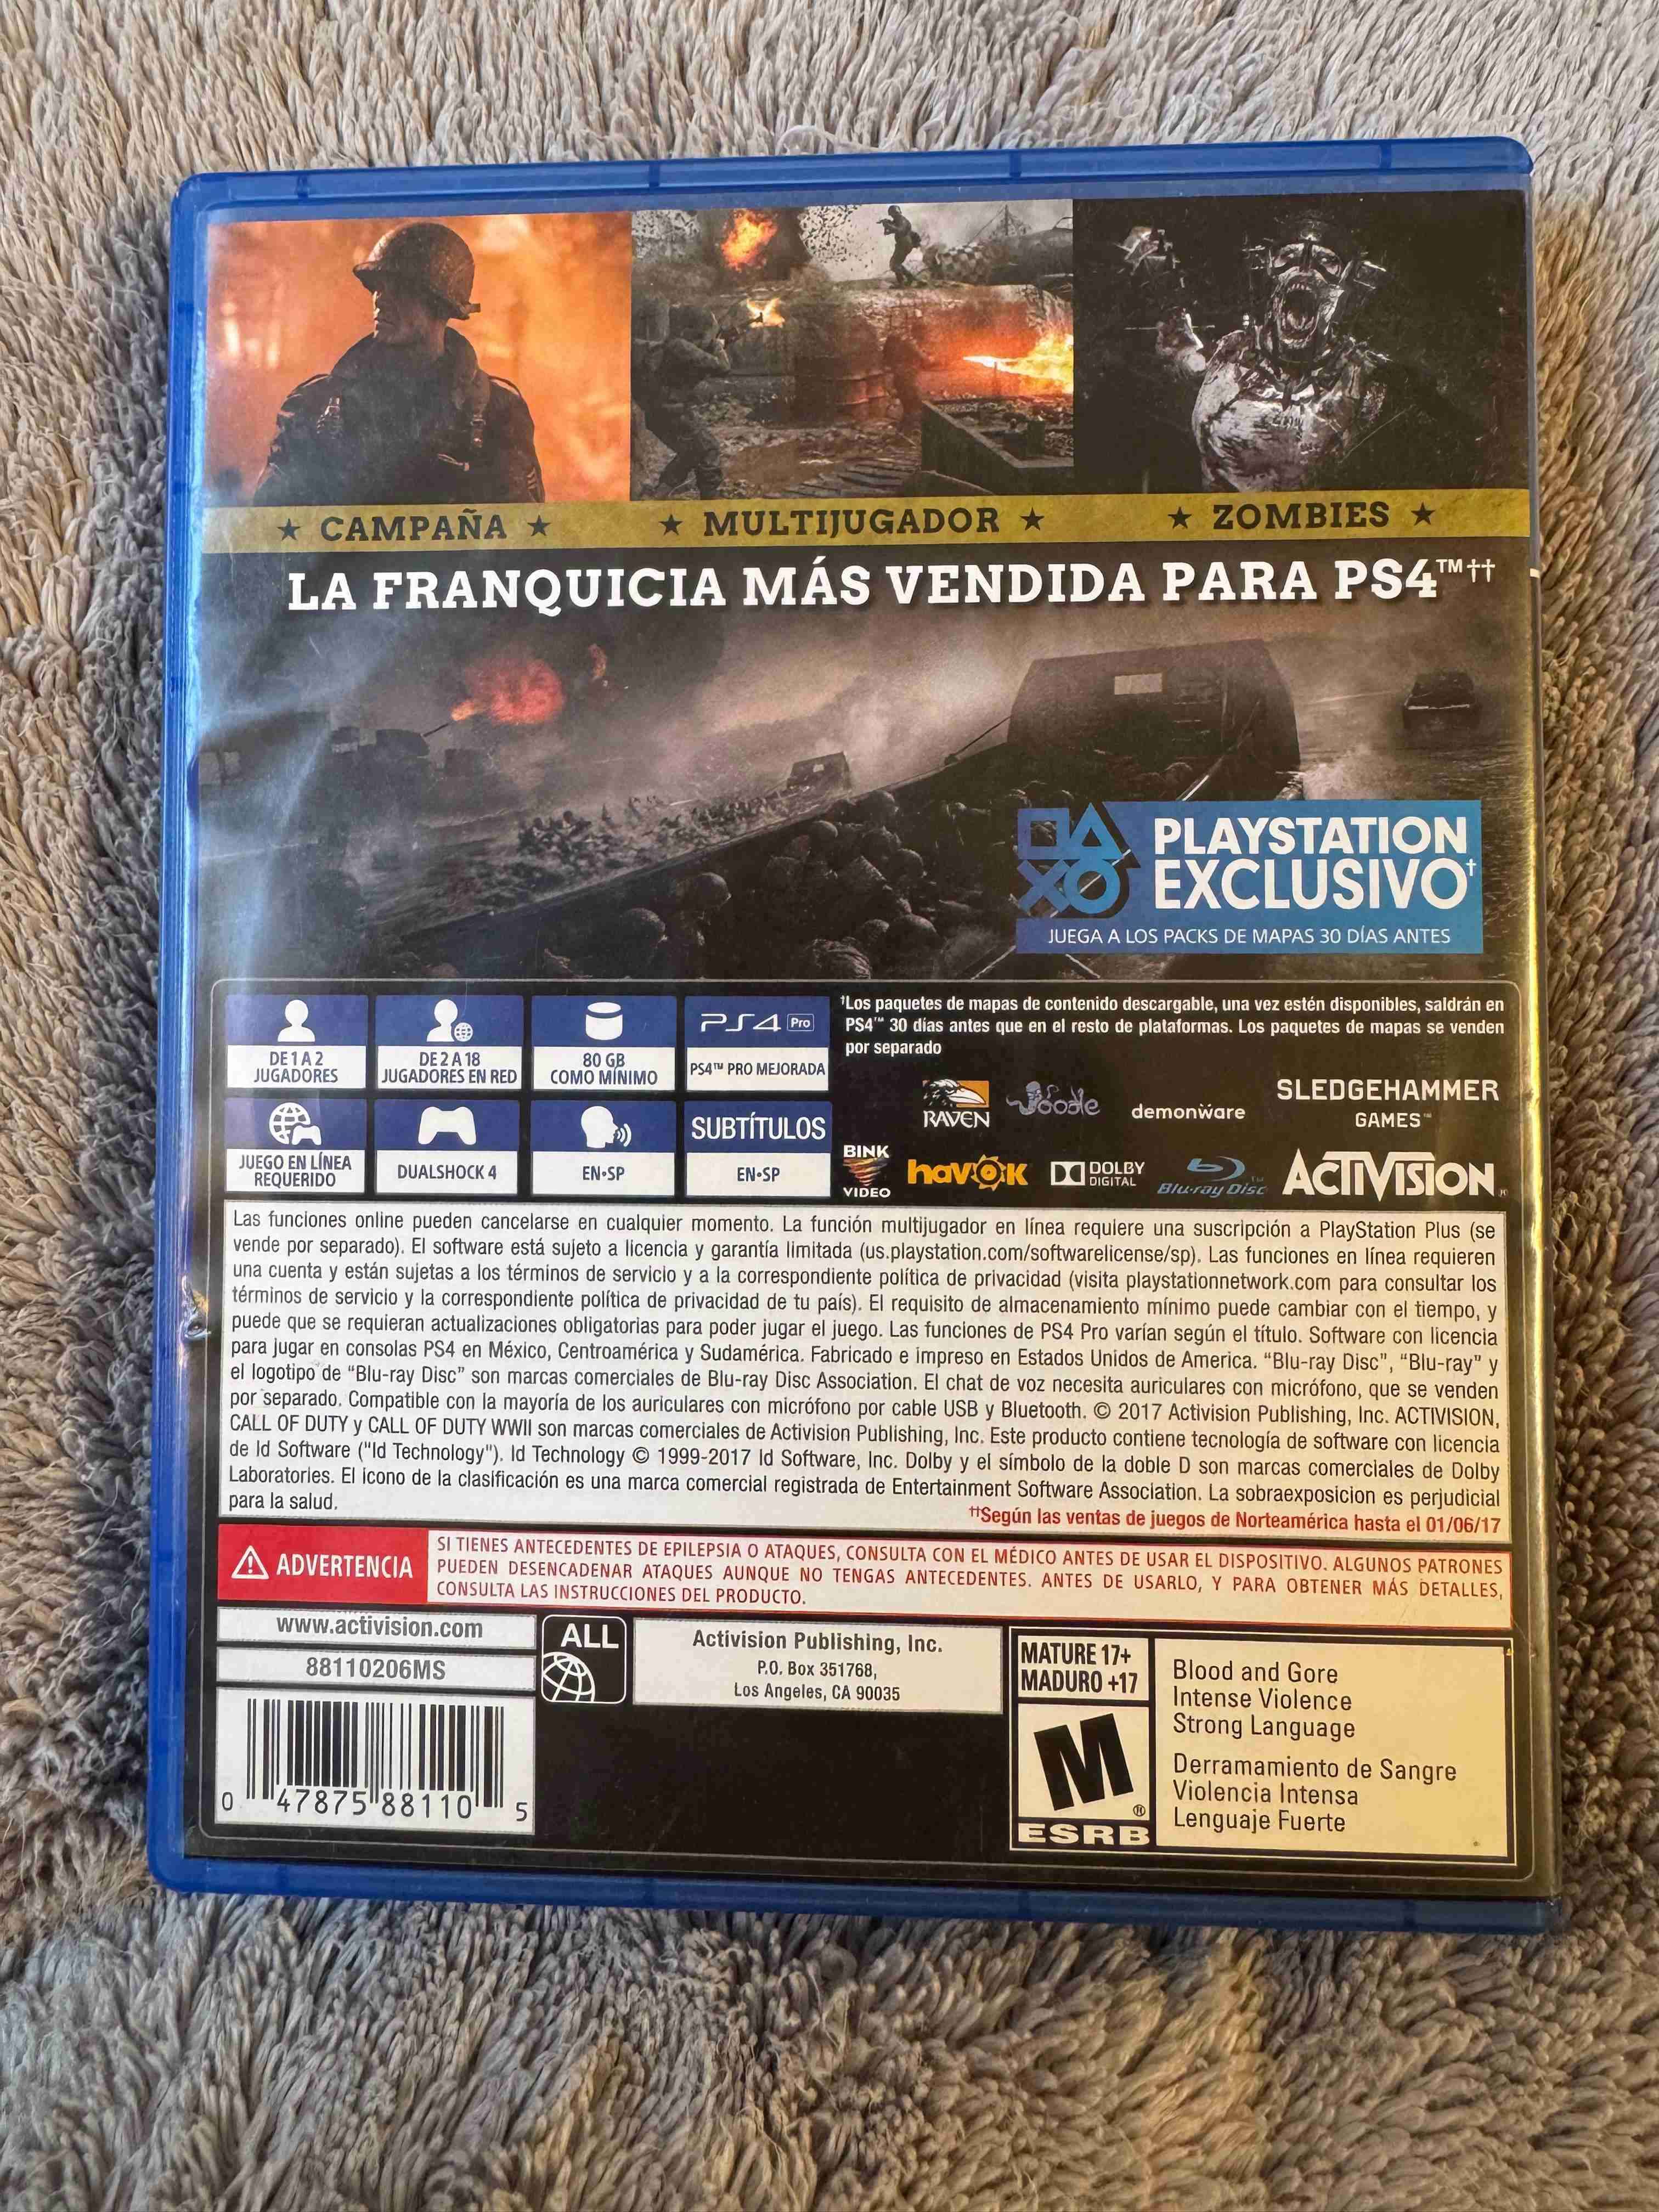 ★ CAMPAÑA ★ ★ MULTIJUGADOR ★ ★ ZOMBIES ★
LA FRANQUICIA MÁS VENDIDA PARA PS4™††
PLAYSTATION
EXCLUSIVO†
JUEGA A LOS PACKS DE MAPAS 30 DÍAS ANTES
DE 1 A 2
JUGADORES
DE 2 A 18
JUGADORES EN RED
80 GB
COMO MÍNIMO
PS4 Pro
PS4™ PRO MEJORADA
JUEGO EN LÍNEA
REQUERIDO
DUALSHOCK 4
EN•SP
SUBTÍTULOS
EN•SP
†Los paquetes de mapas de contenido descargable, una vez estén disponibles, saldrán en
PS4™ 30 días antes que en el resto de plataformas. Los paquetes de mapas se venden
por separado
RAVEN
demonware
SLEDGEHAMMER
GAMES™
BINK
VIDEO
havok
DOLBY
DIGITAL
Blu-ray Disc™
ACTIVISION®
Las funciones online pueden cancelarse en cualquier momento. La función multijugador en línea requiere una suscripción a PlayStation Plus (se
vende por separado). El software está sujeto a licencia y garantía limitada (us.playstation.com/softwarelicense/sp). Las funciones en línea requieren
una cuenta y están sujetas a los términos de servicio y a la correspondiente política de privacidad (visita playstationnetwork.com para consultar los
términos de servicio y la correspondiente política de privacidad de tu país). El requisito de almacenamiento mínimo puede cambiar con el tiempo, y
puede que se requieran actualizaciones obligatorias para poder jugar el juego. Las funciones de PS4 Pro varían según el título. Software con licencia
para jugar en consolas PS4 en México, Centroamérica y Sudamérica. Fabricado e impreso en Estados Unidos de America. “Blu-ray Disc”, “Blu-ray” y
el logotipo de “Blu-ray Disc” son marcas comerciales de Blu-ray Disc Association. El chat de voz necesita auriculares con micrófono, que se venden
por separado. Compatible con la mayoría de los auriculares con micrófono por cable USB y Bluetooth. © 2017 Activision Publishing, Inc. ACTIVISION,
CALL OF DUTY y CALL OF DUTY WWII son marcas comerciales de Activision Publishing, Inc. Este producto contiene tecnología de software con licencia
de Id Software ("Id Technology"). Id Technology © 1999-2017 Id Software, Inc. Dolby y el símbolo de la doble D son marcas comerciales de Dolby
Laboratories. El ícono de la clasificación es una marca comercial registrada de Entertainment Software Association. La sobraexposicion es perjudicial
para la salud.
††Según las ventas de juegos de Norteamérica hasta el 01/06/17
ADVERTENCIA
SI TIENES ANTECEDENTES DE EPILEPSIA O ATAQUES, CONSULTA CON EL MÉDICO ANTES DE USAR EL DISPOSITIVO. ALGUNOS PATRONES
PUEDEN DESENCADENAR ATAQUES AUNQUE NO TENGAS ANTECEDENTES. ANTES DE USARLO, Y PARA OBTENER MÁS DETALLES,
CONSULTA LAS INSTRUCCIONES DEL PRODUCTO.
www.activision.com
88110206MS
0 47875 88110 5
ALL
Activision Publishing, Inc.
P.O. Box 351768,
Los Angeles, CA 90035
MATURE 17+
MADURO +17
M®
ESRB
Blood and Gore
Intense Violence
Strong Language
Derramamiento de Sangre
Violencia Intensa
Lenguaje Fuerte